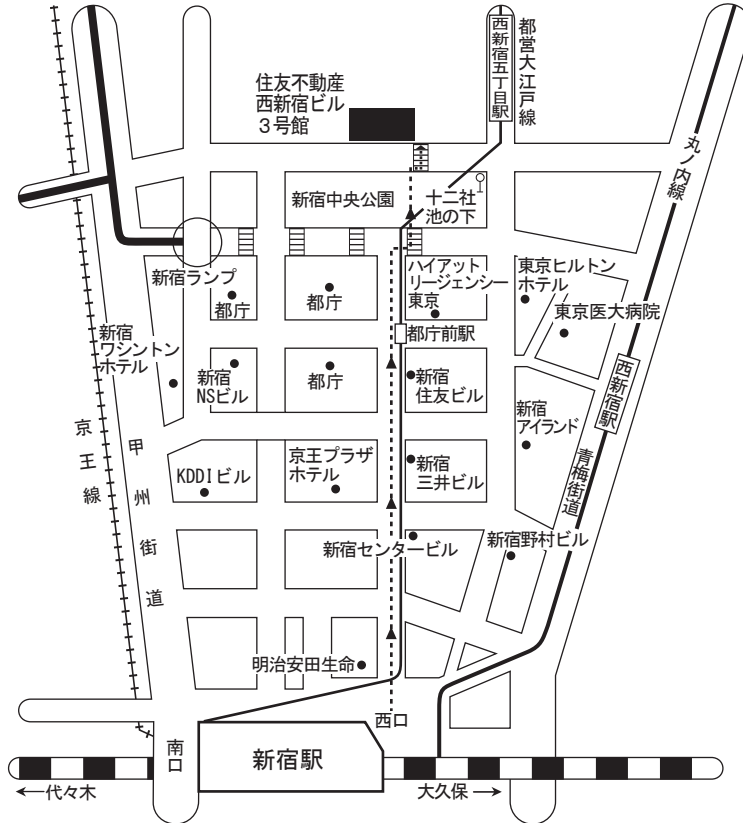 住友不動産
西新宿ビル
3号館
西新宿五丁目駅
都営大江戸線
丸ノ内線
新宿中央公園
十二社
池の下
新宿ランプ
都庁
都庁
ハイアット
リージェンシー
東京
東京ヒルトン
ホテル
東京医大病院
新宿
ワシントン
ホテル
都庁前駅
新宿
NSビル
都庁
新宿
住友ビル
新宿
アイランド
西新宿駅
京王線
甲州街道
KDDIビル
京王プラザ
ホテル
新宿
三井ビル
青梅街道
新宿センタービル
新宿野村ビル
明治安田生命
西口
南口
新宿駅
←代々木
大久保→